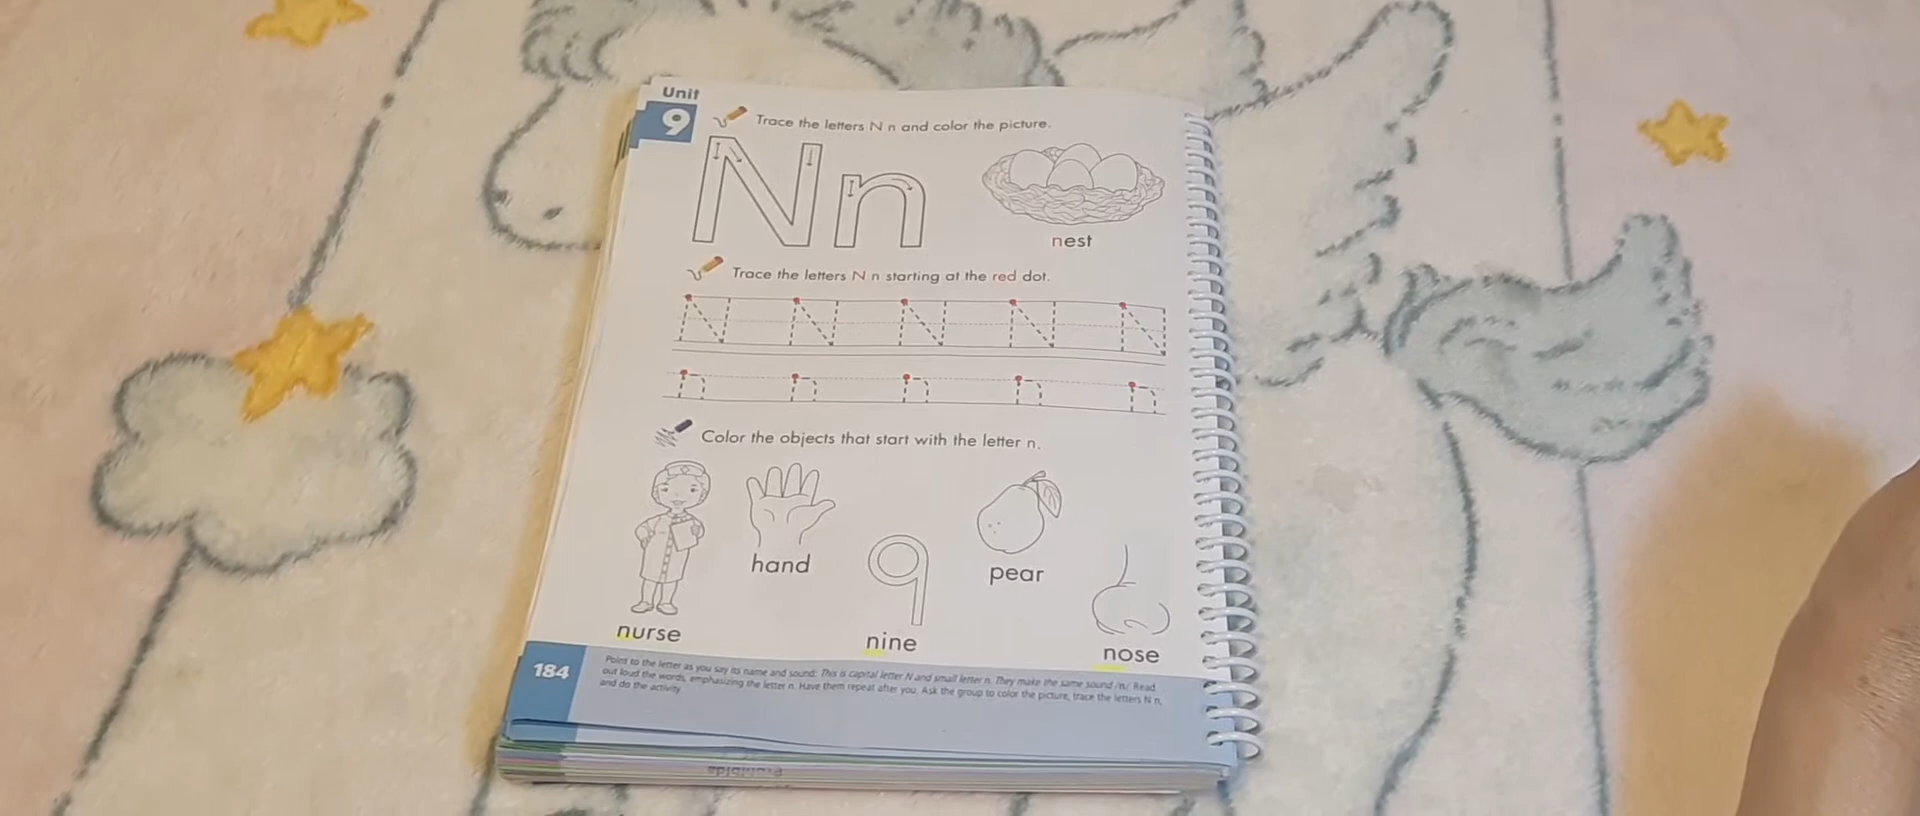 Unit
9
Trace the letters N n and color the picture.
Nn
nest
Trace the letters N n starting at the red dot.
N N N N N
n n n n n
Color the objects that start with the letter n.
hand
pear
9
nurse
nine
nose
184
Point to the letter as you say its name and sound: This is capital letter N and small letter n. They make the same sound /n/. Read
out loud the words, emphasizing the letter n. Have them repeat after you. Ask the group to color the picture, trace the letters N n,
and do the activity.